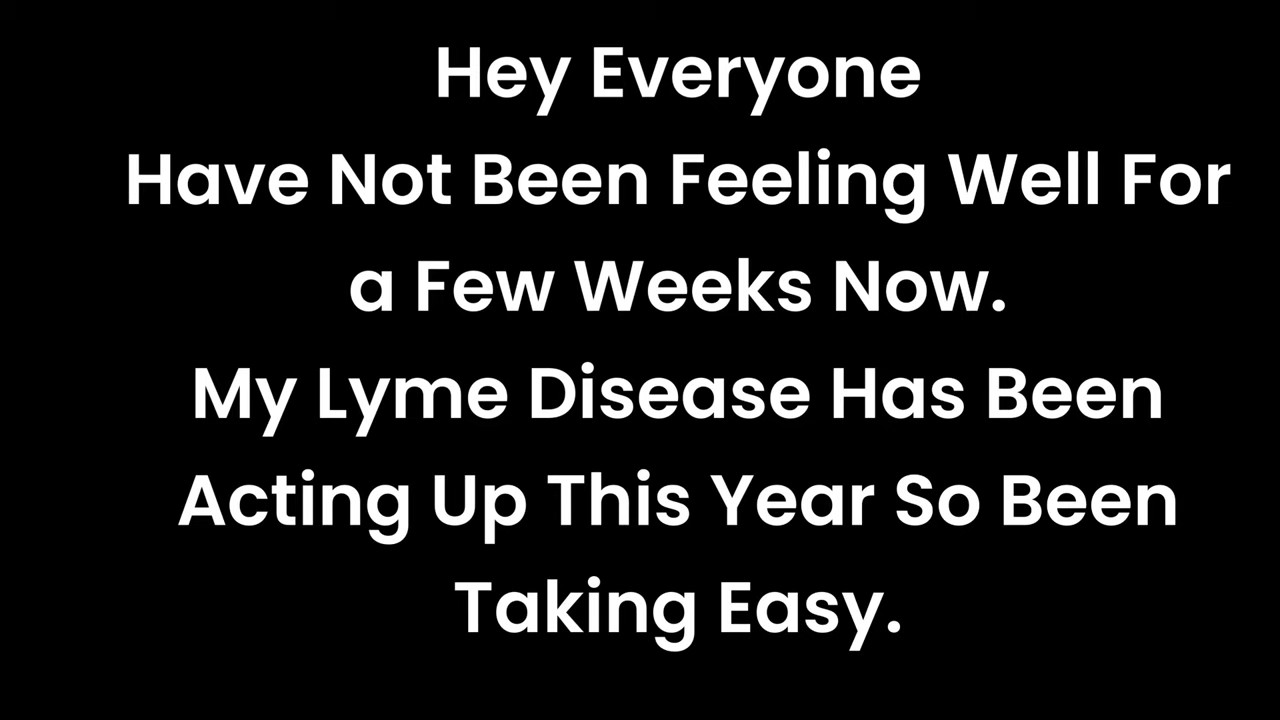 Hey Everyone
Have Not Been Feeling Well For
a Few Weeks Now.
My Lyme Disease Has Been
Acting Up This Year So Been
Taking Easy.